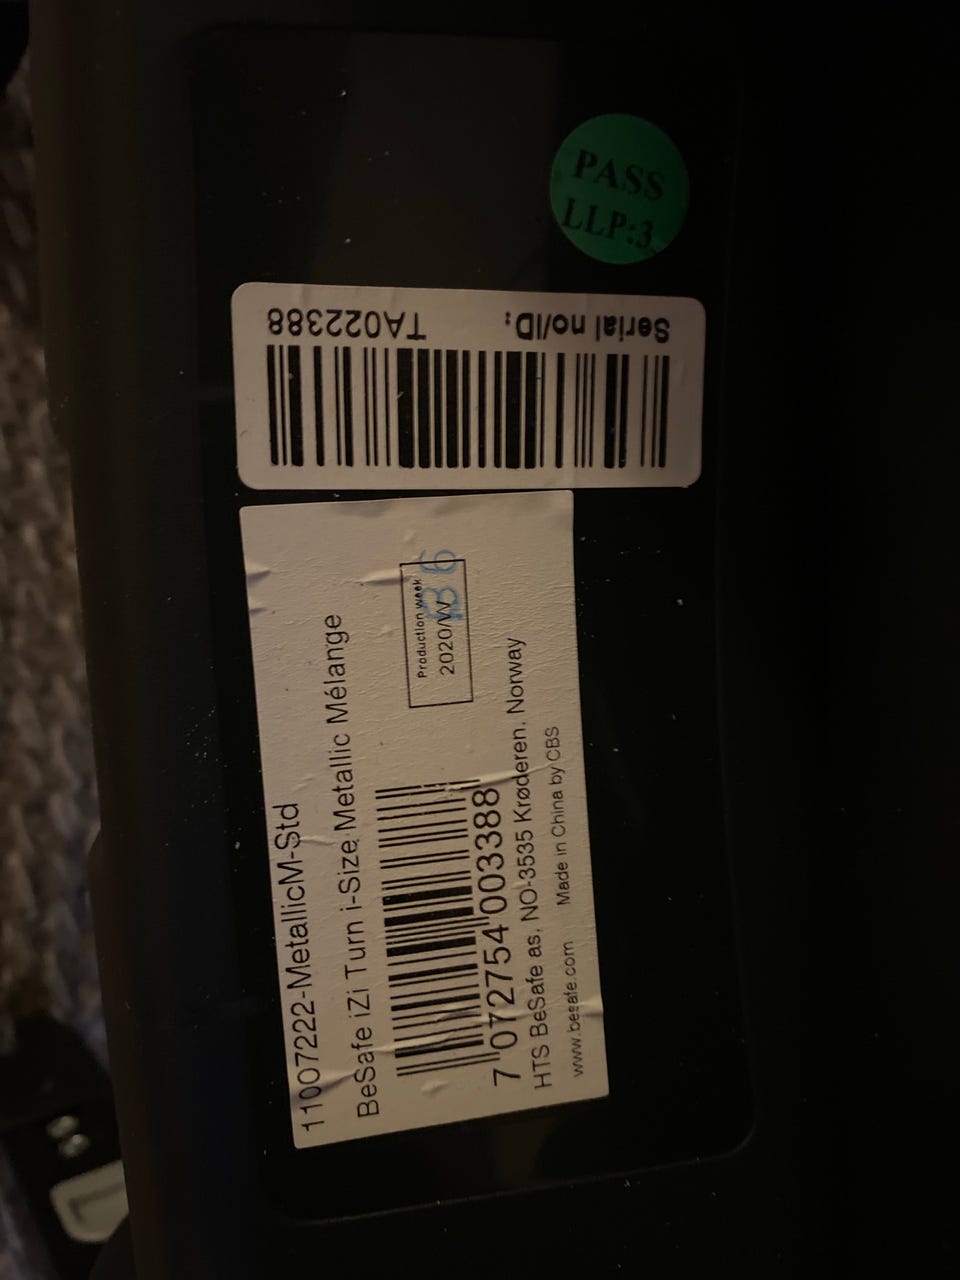 PASS
LLP:3
Serial no/ID: TA022388
11007222-MetallicM-Std
BeSafe iZi Turn i-Size Metallic Mélange
Production week
2020/W 36
7 072754 003388
HTS BeSafe as, NO-3535 Krøderen, Norway
www.besafe.com Made in China by CBS